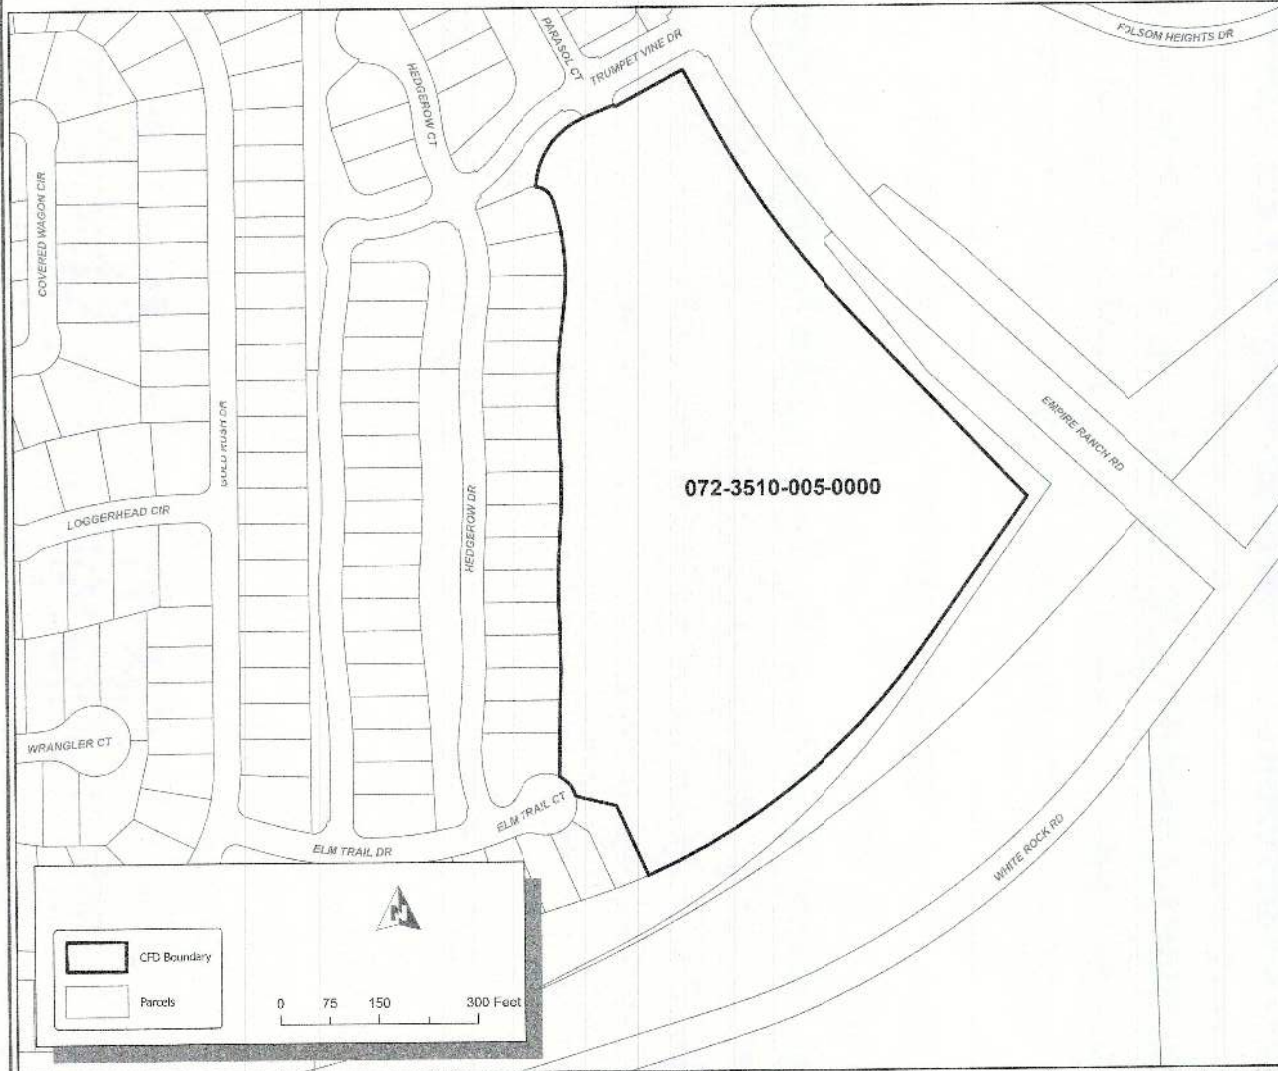 FOLSOM HEIGHTS DR
PARASOL CT
TRUMPET VINE DR
HEDGEROW CT
COVERED WAGON CIR
GOLD RUSH DR
EMPIRE RANCH RD
072-3510-005-0000
LOGGERHEAD CIR
HEDGEROW DR
WRANGLER CT
ELM TRAIL CT
ELM TRAIL DR
WHITE ROCK RD
N
CFD Boundary
Parcels
0 75 150 300 Feet